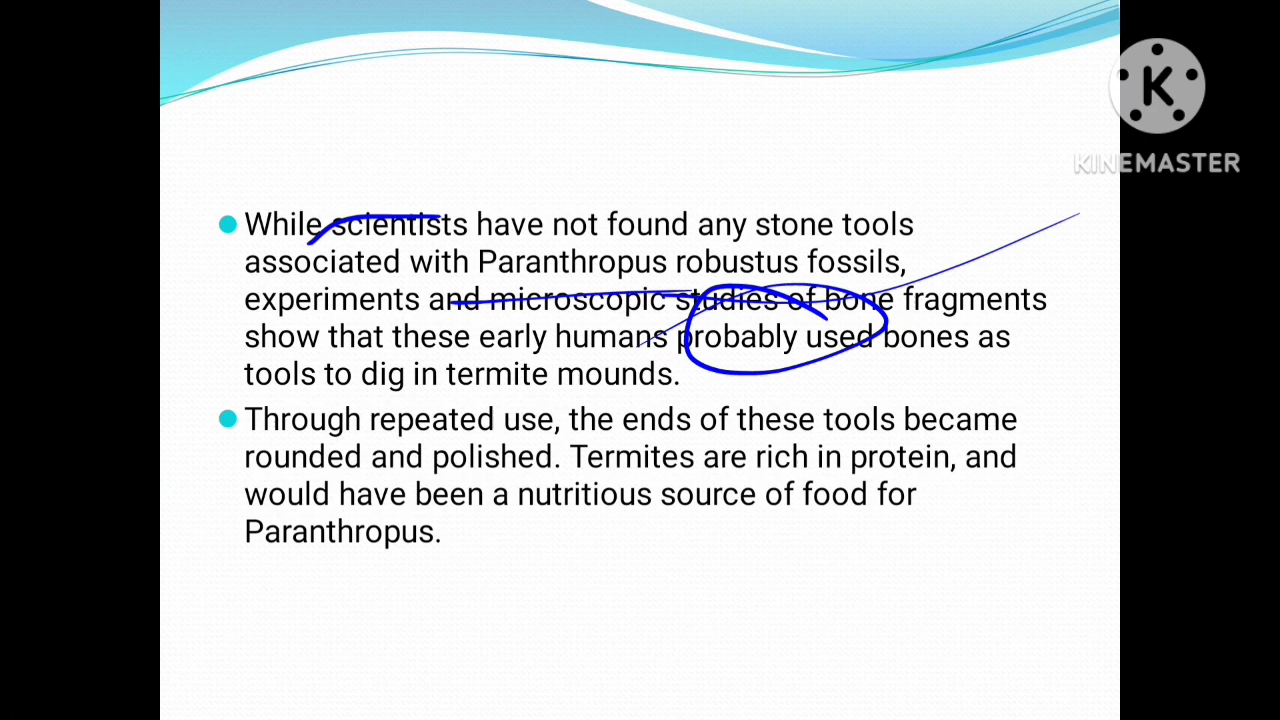 K
KINEMASTER
While scientists have not found any stone tools
associated with Paranthropus robustus fossils,
experiments and microscopic studies of bone fragments
show that these early humans probably used bones as
tools to dig in termite mounds.
Through repeated use, the ends of these tools became
rounded and polished. Termites are rich in protein, and
would have been a nutritious source of food for
Paranthropus.